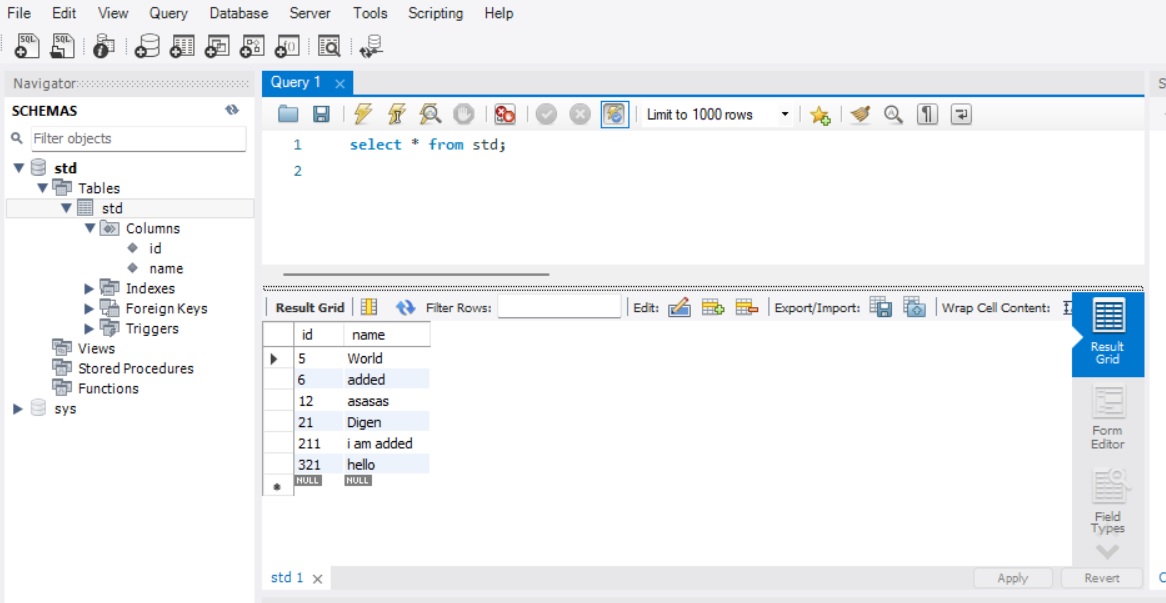 File Edit View Query Database Server Tools Scripting Help
SQL SQL
Navigator
SCHEMAS
Filter objects
std
Tables
std
Columns
id
name
Indexes
Foreign Keys
Triggers
Views
Stored Procedures
Functions
sys
Query 1
Limit to 1000 rows
1 select * from std;
2
Result Grid Filter Rows: Edit: Export/Import: Wrap Cell Content:
id name
5 World
6 added
12 asasas
21 Digen
211 i am added
321 hello
NULL NULL
Result
Grid
Form
Editor
Field
Types
std 1
Apply Revert